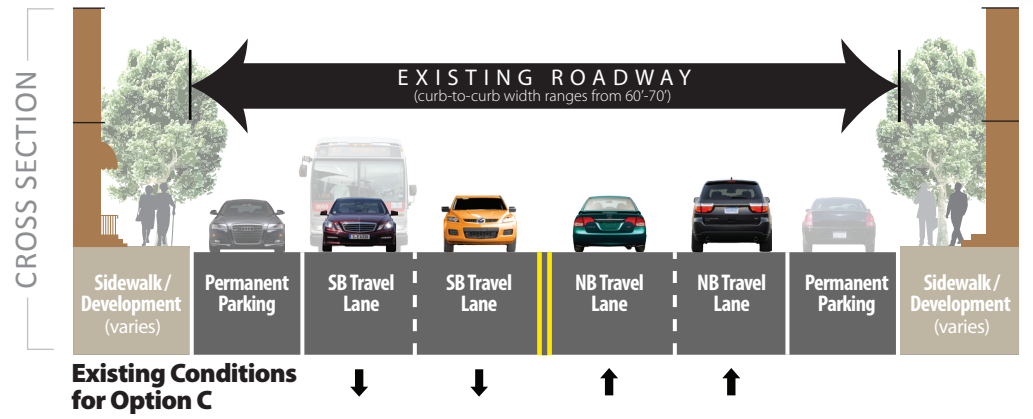 CROSS SECTION
EXISTING ROADWAY
(curb-to-curb width ranges from 60'-70')
Sidewalk /
Development
(varies)
Permanent
Parking
SB Travel
Lane
SB Travel
Lane
NB Travel
Lane
NB Travel
Lane
Permanent
Parking
Sidewalk /
Development
(varies)
Existing Conditions
for Option C